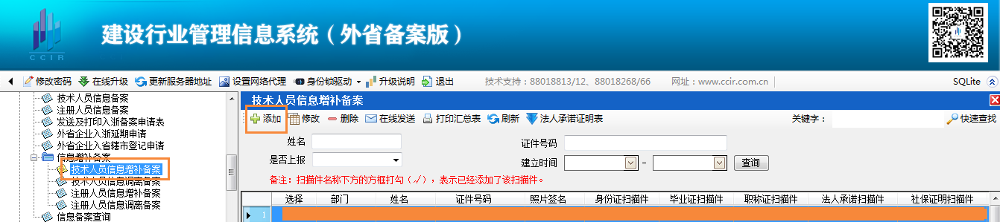 CCIR
建设行业管理信息系统（外省备案版）
修改密码 在线升级 更新服务器地址 设置网络代理 身份锁驱动 升级说明 退出 技术支持：88018813/12、88018268/66 网址：www.ccir.com.cn SQLite
技术人员信息备案
注册人员信息备案
发送及打印入浙备案申请表
外省企业入浙延期申请
外省企业入省辖市登记申请
信息增补备案
技术人员信息增补备案
技术人员信息调离备案
注册人员信息增补备案
注册人员信息调离备案
信息备案查询
技术人员信息增补备案
添加 修改 删除 在线发送 打印汇总表 刷新 法人承诺证明表 关键字： 快速查找
姓名 证件号码
是否上报 建立时间 - 查询
备注：扫描件名称下方的方框打勾（√），表示已经添加了该扫描件。
选择 部门 姓名 证件号码 照片签名 身份证扫描件 毕业证扫描件 职称证扫描件 法人承诺扫描件 社保证明扫描件
1